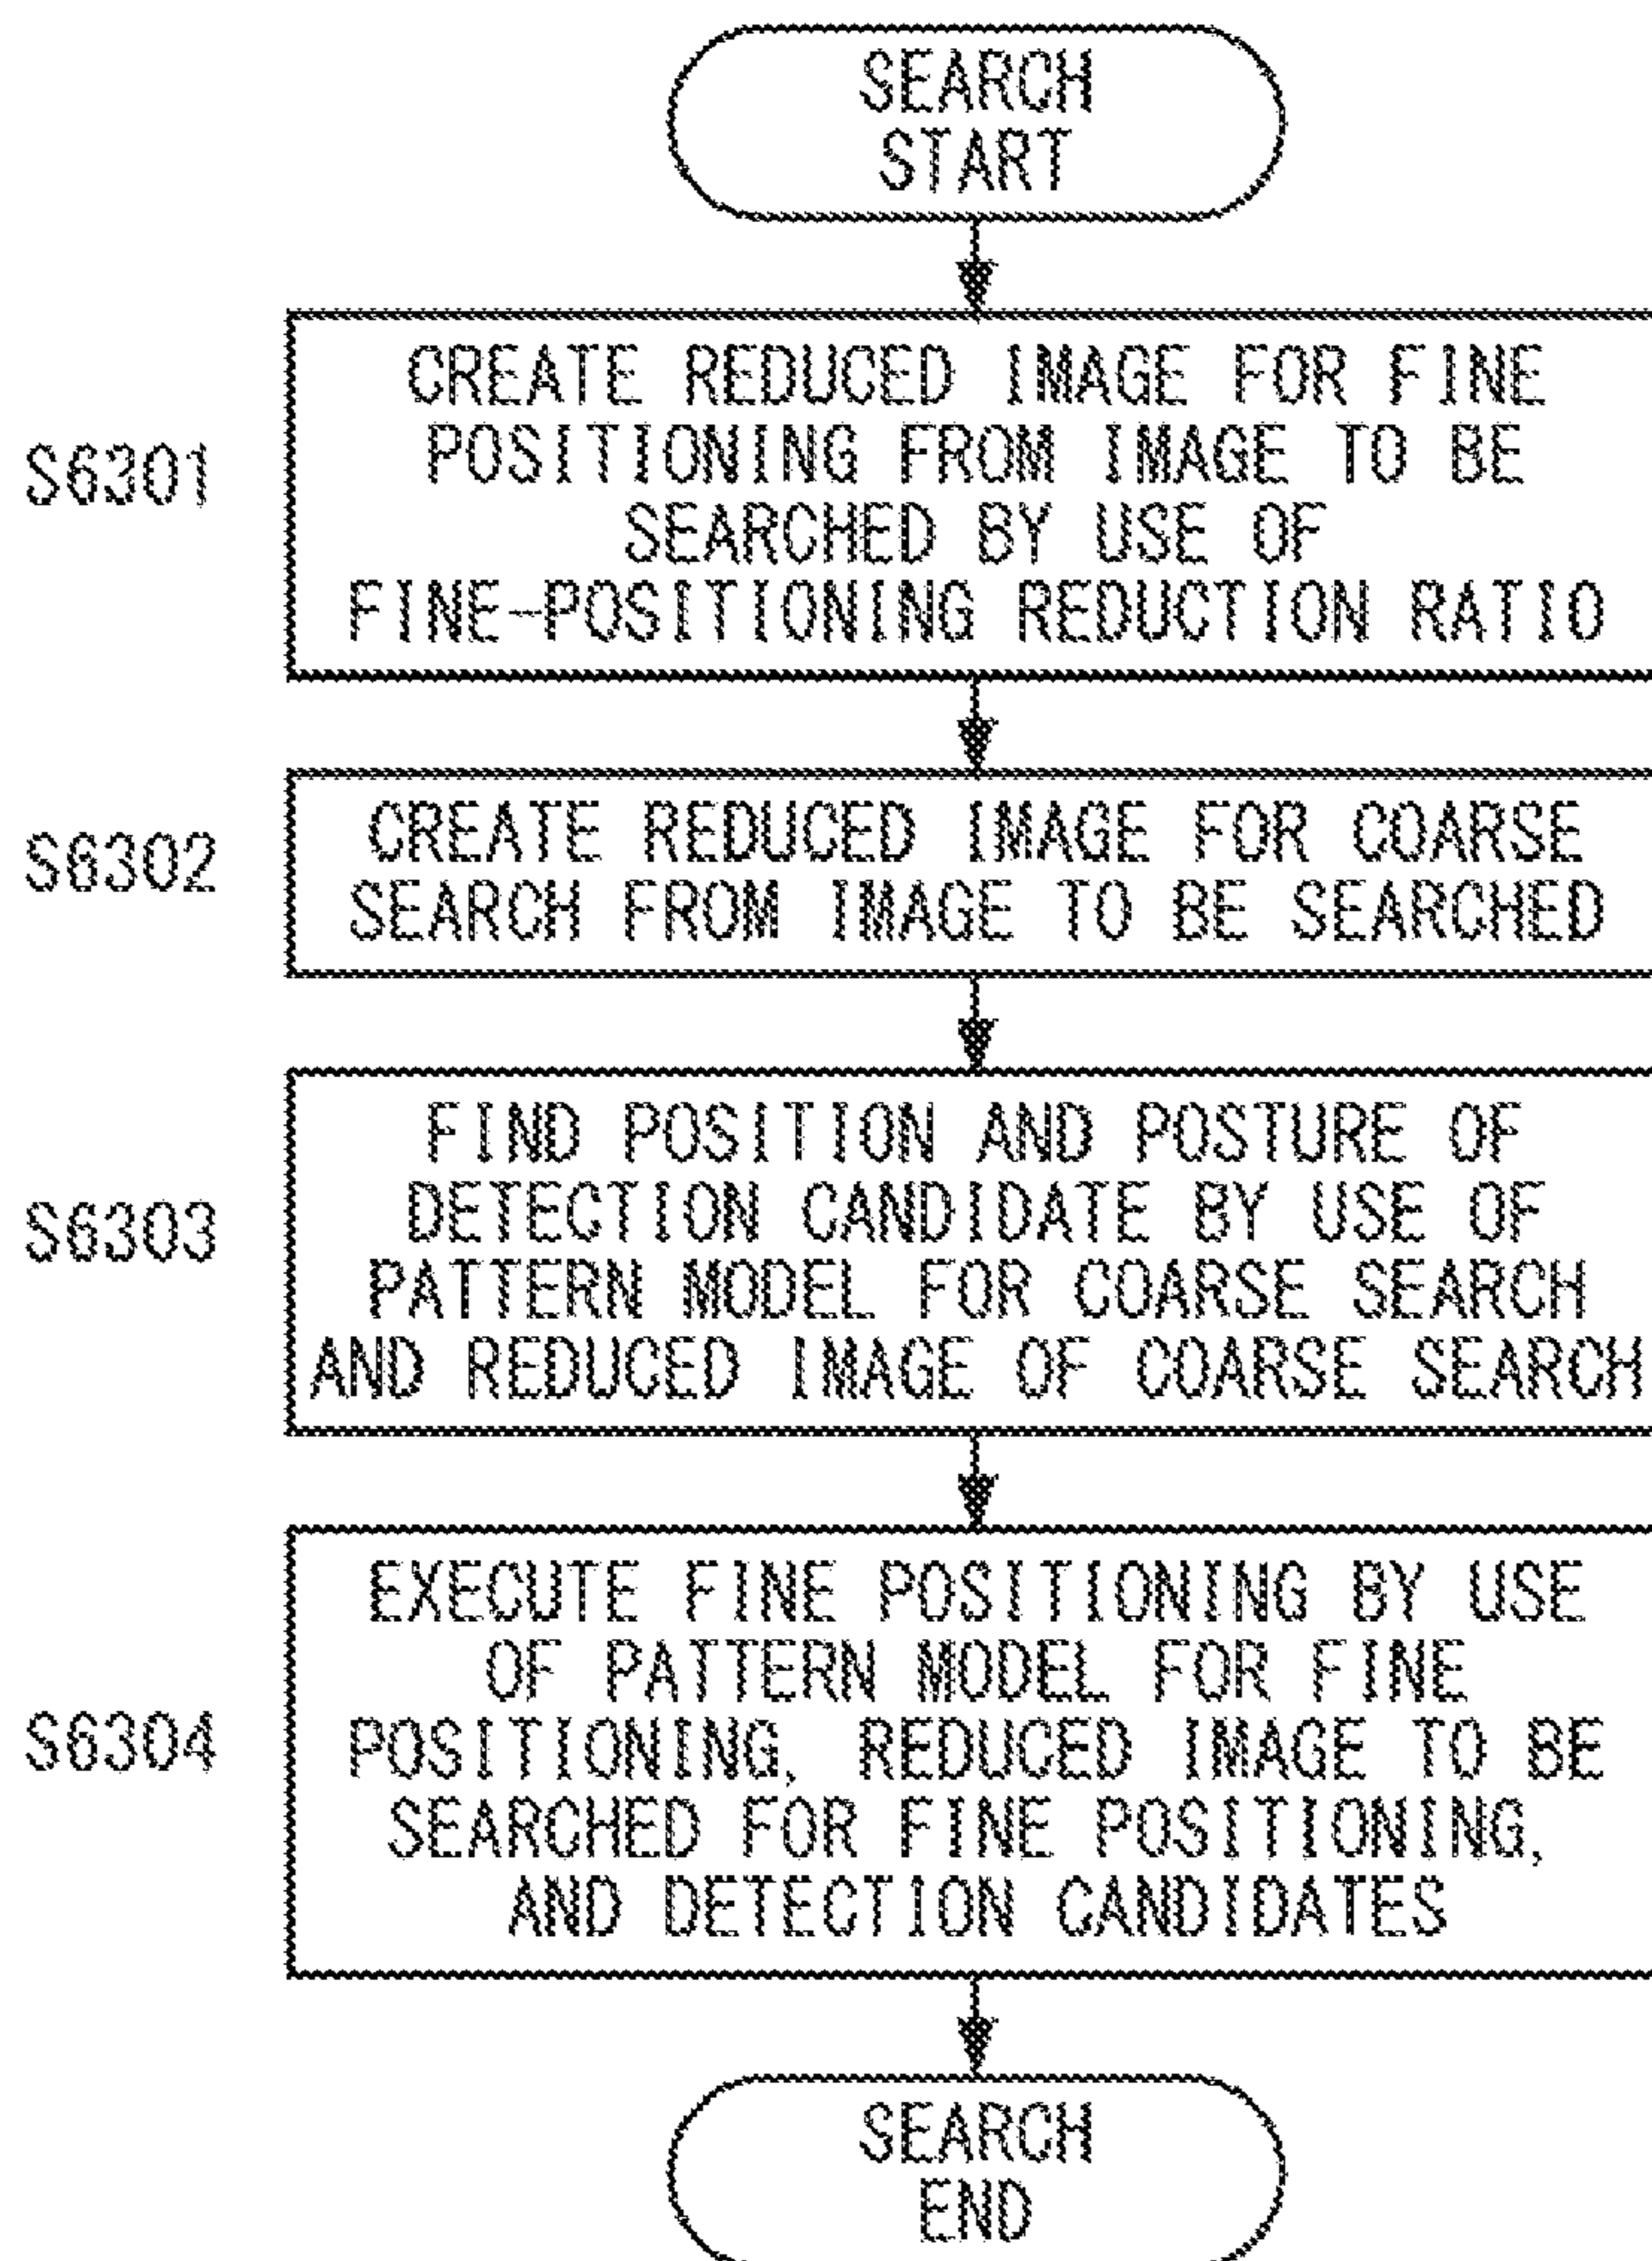 SEARCH
START
S6301
CREATE REDUCED IMAGE FOR FINE
POSITIONING FROM IMAGE TO BE
SEARCHED BY USE OF
FINE-POSITIONING REDUCTION RATIO
S6302
CREATE REDUCED IMAGE FOR COARSE
SEARCH FROM IMAGE TO BE SEARCHED
S6303
FIND POSITION AND POSTURE OF
DETECTION CANDIDATE BY USE OF
PATTERN MODEL FOR COARSE SEARCH
AND REDUCED IMAGE OF COARSE SEARCH
S6304
EXECUTE FINE POSITIONING BY USE
OF PATTERN MODEL FOR FINE
POSITIONING, REDUCED IMAGE TO BE
SEARCHED FOR FINE POSITIONING,
AND DETECTION CANDIDATES
SEARCH
END